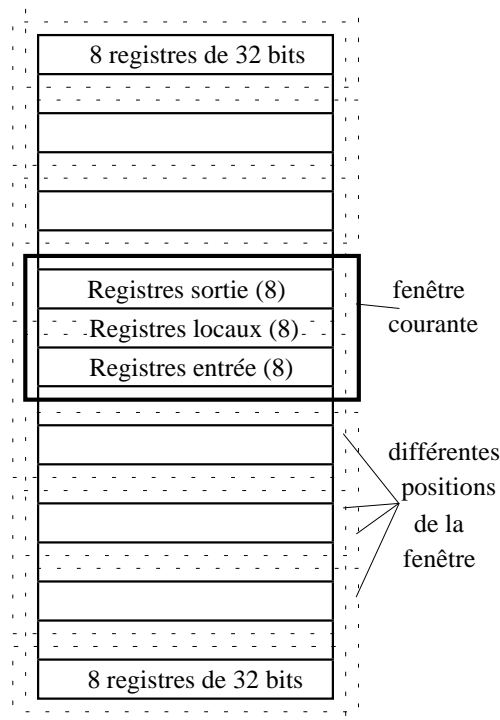 8 registres de 32 bits
Registres sortie (8)
Registres locaux (8)
Registres entrée (8)
fenêtre
courante
différentes
positions
de la
fenêtre
8 registres de 32 bits